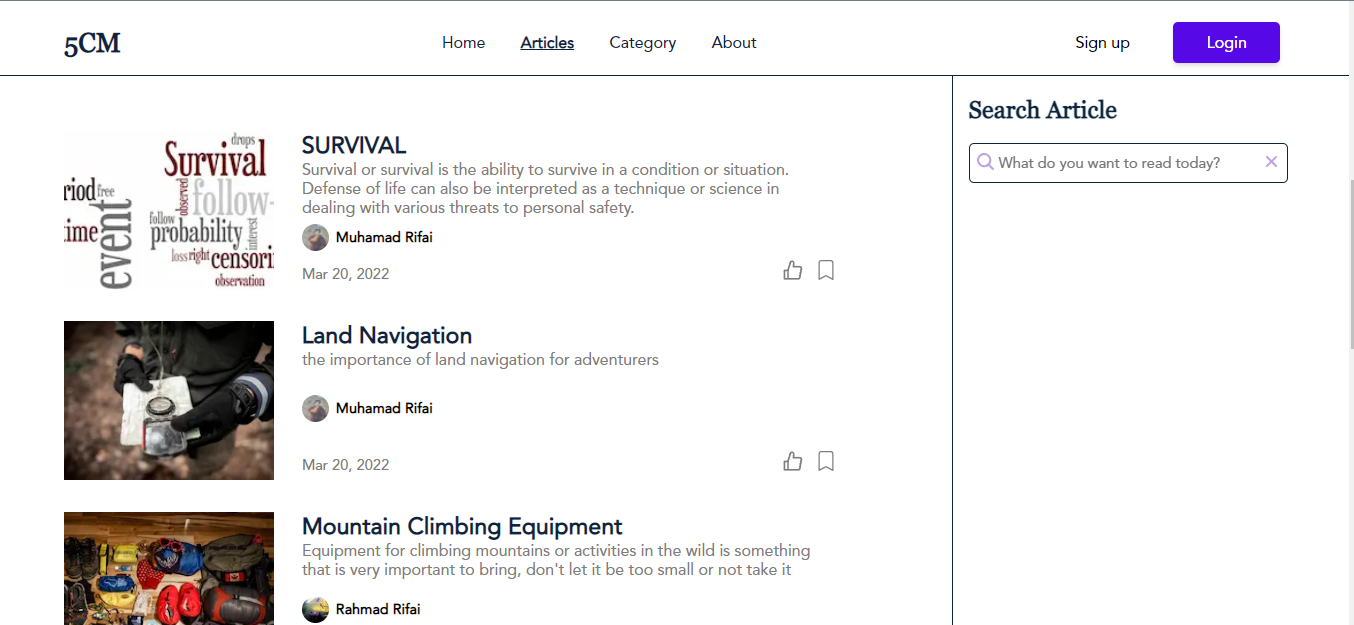 5CM
Home
Articles
Category
About
Sign up
Login
Search Article
What do you want to read today?
drops
Survival
riod free
observed
follow-
time
event
follow
probability
interest
loss right censori
observation
SURVIVAL
Survival or survival is the ability to survive in a condition or situation.
Defense of life can also be interpreted as a technique or science in
dealing with various threats to personal safety.
Muhamad Rifai
Mar 20, 2022
Land Navigation
the importance of land navigation for adventurers
Muhamad Rifai
Mar 20, 2022
Mountain Climbing Equipment
Equipment for climbing mountains or activities in the wild is something
that is very important to bring, don't let it be too small or not take it
Rahmad Rifai